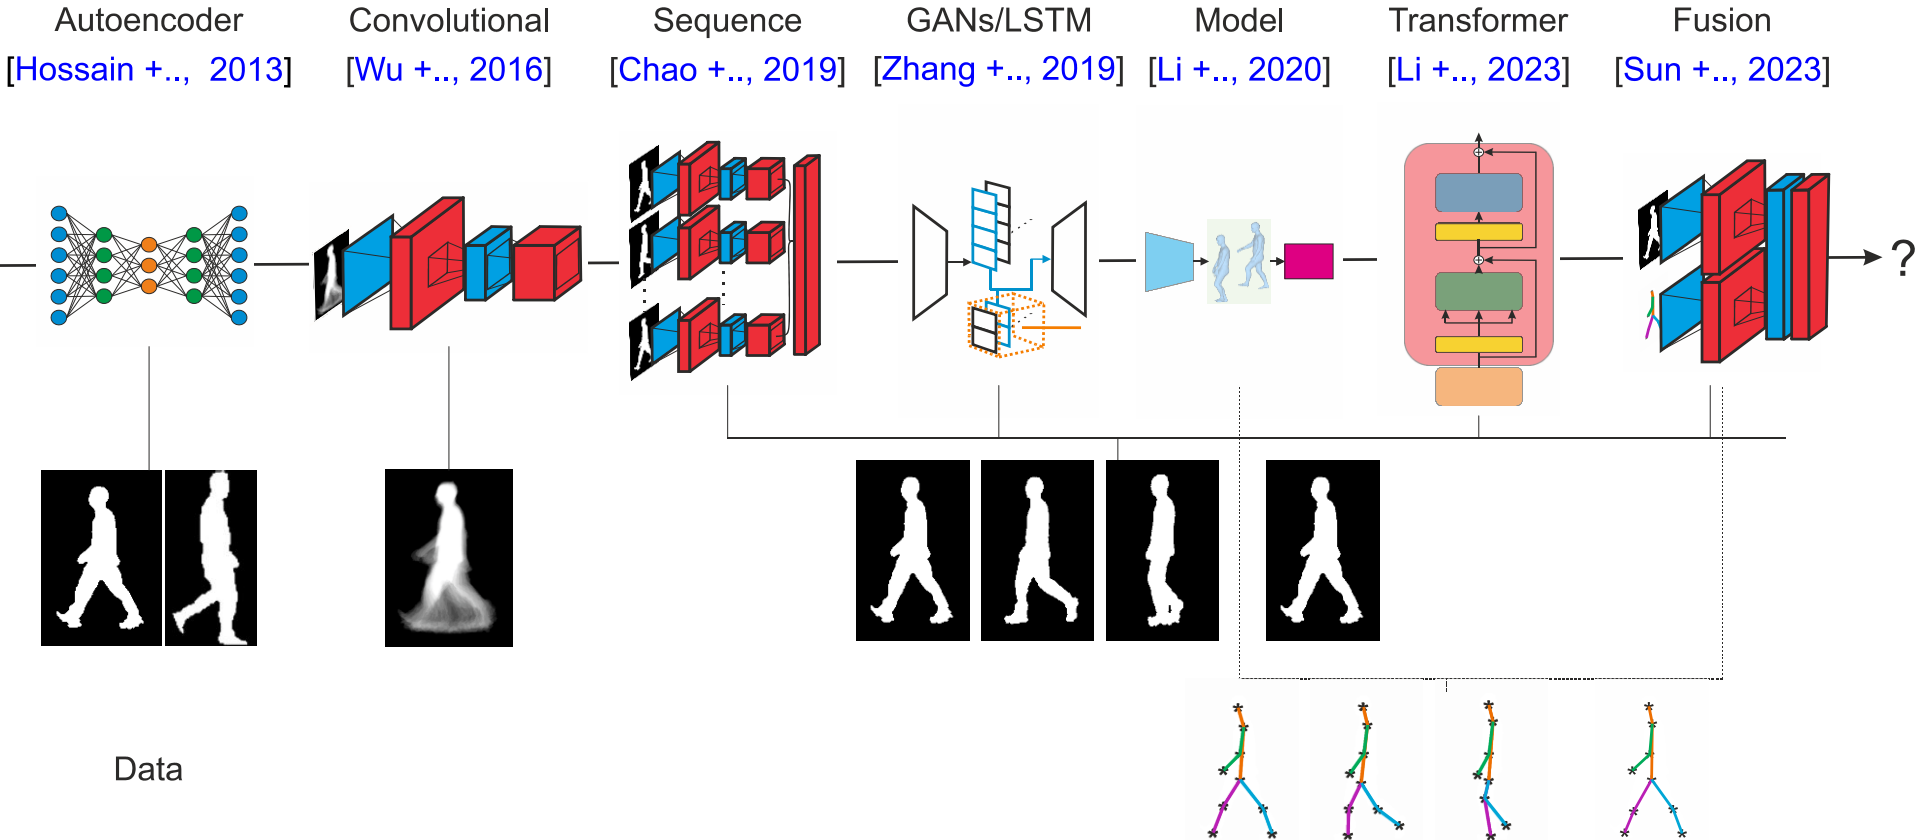 Autoencoder Convolutional Sequence GANs/LSTM Model Transformer Fusion
[Hossain +.., 2013] [Wu +.., 2016] [Chao +.., 2019] [Zhang +.., 2019] [Li +.., 2020] [Li +.., 2023] [Sun +.., 2023]
?
Data